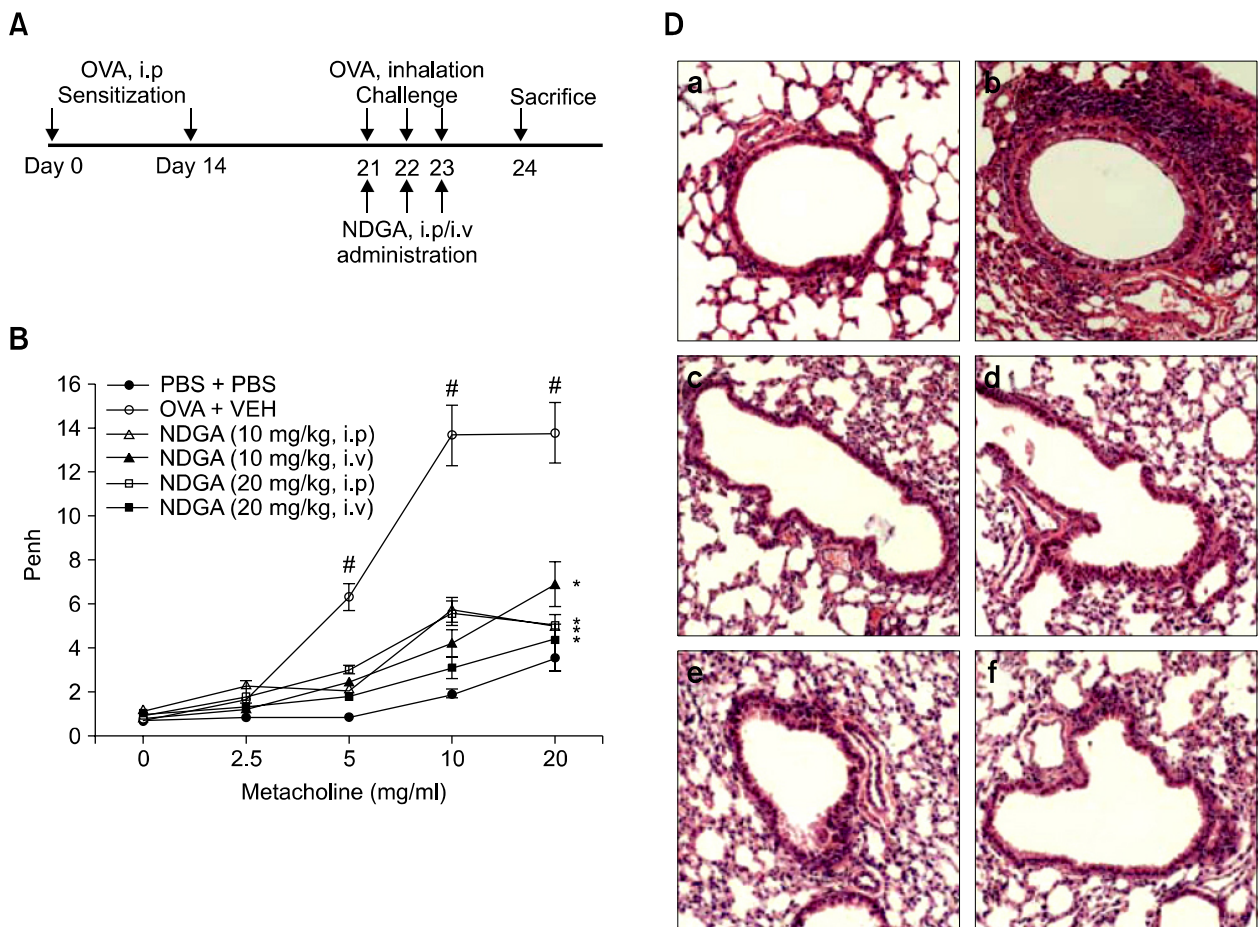 A
OVA, i.p
Sensitization
OVA, inhalation
Challenge
Sacrifice
Day 0
Day 14
21
22
23
24
NDGA, i.p/i.v
administration
B
16
14
12
10
8
6
4
2
0
Penh
PBS + PBS
OVA + VEH
NDGA (10 mg/kg, i.p)
NDGA (10 mg/kg, i.v)
NDGA (20 mg/kg, i.p)
NDGA (20 mg/kg, i.v)
#
#
#
*
*
*
*
0
2.5
5
10
20
Metacholine (mg/ml)
D
a
b
c
d
e
f